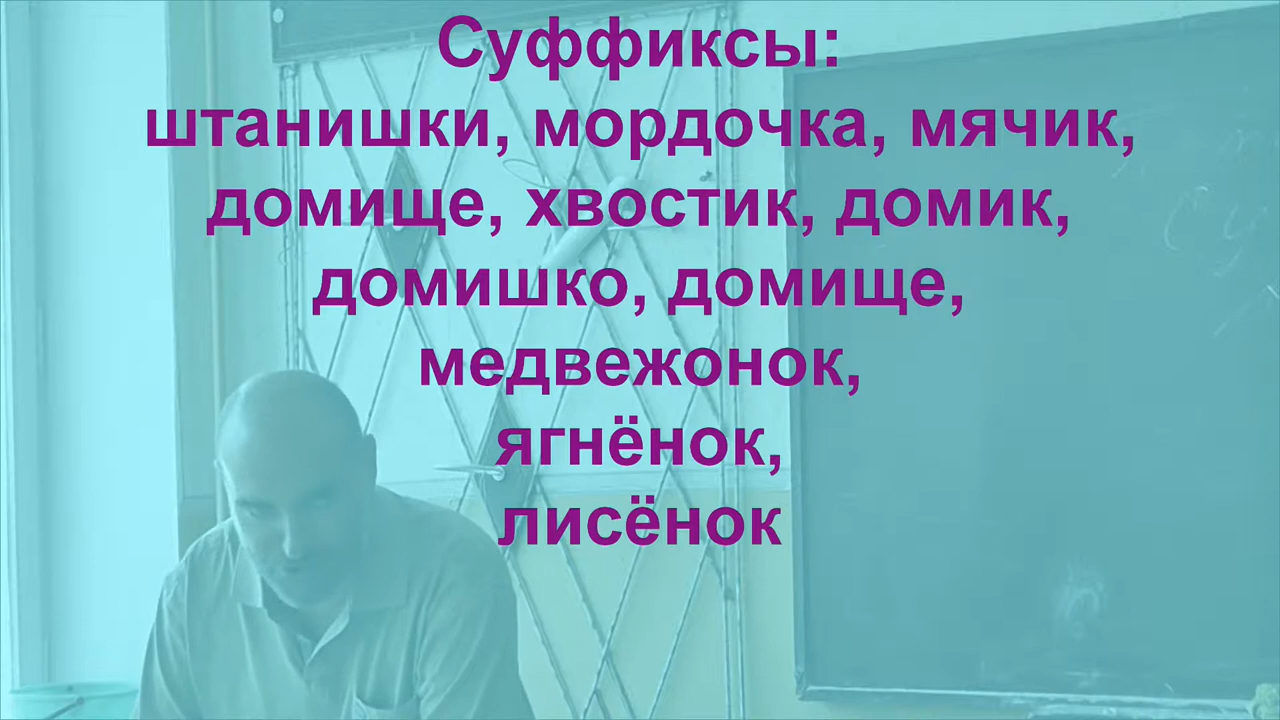 Суффиксы:
штанишки, мордочка, мячик,
домище, хвостик, домик,
домишко, домище,
медвежонок,
ягнёнок,
лисёнок